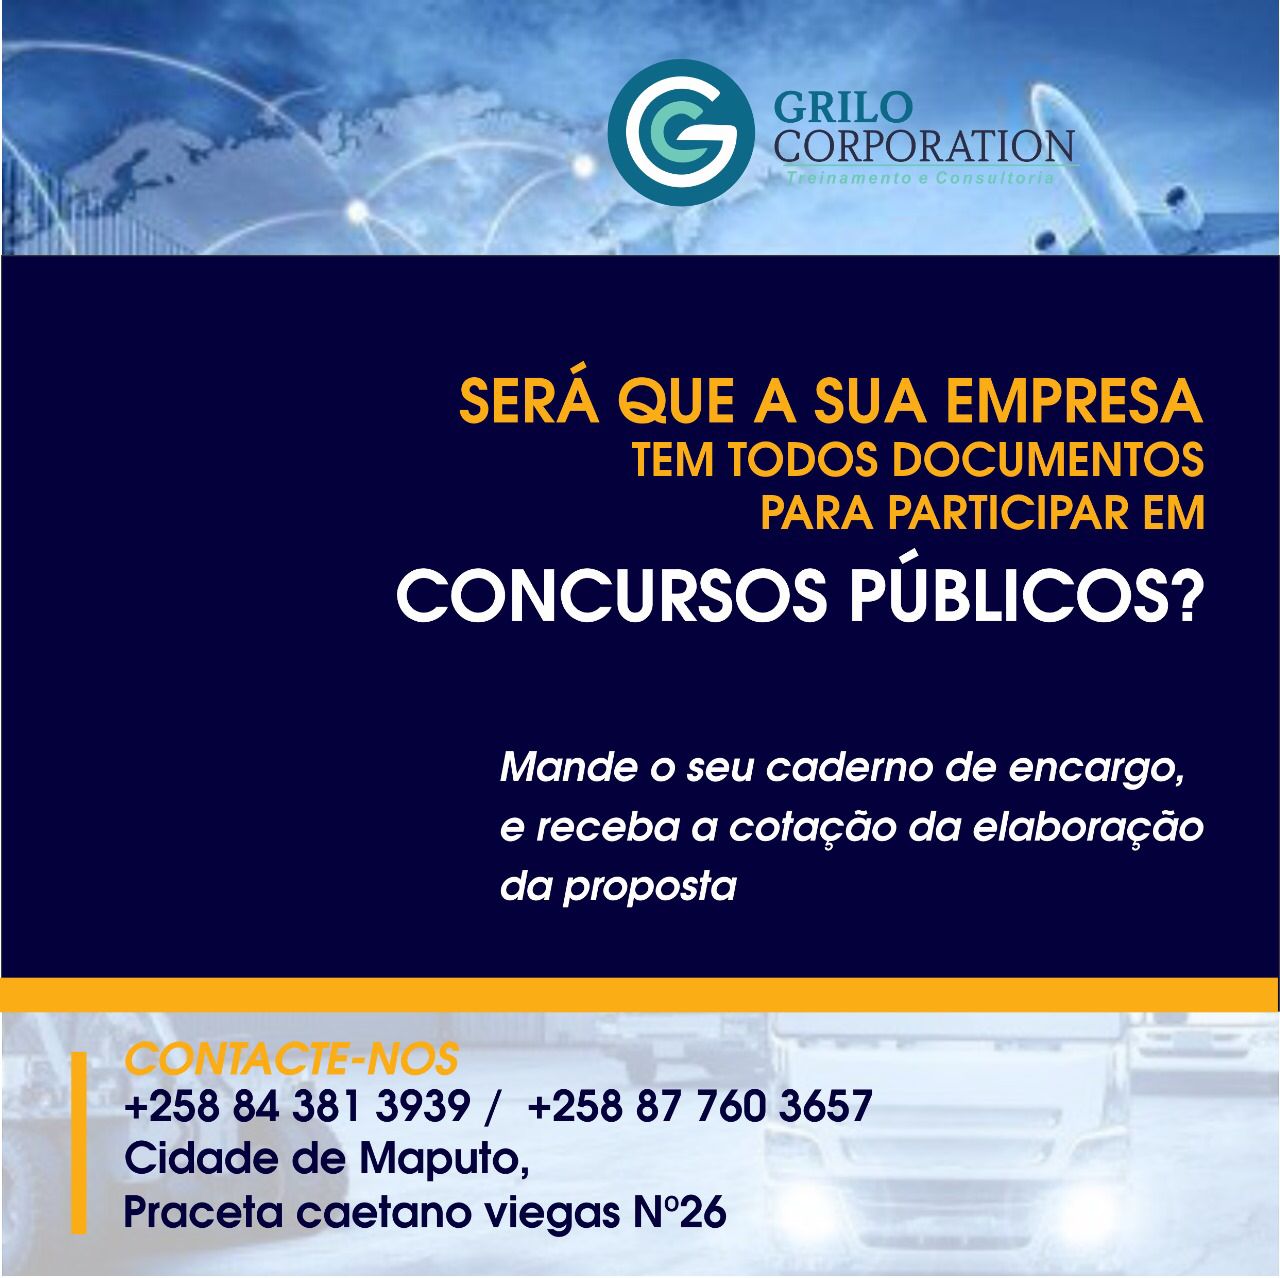 GRILO
CORPORATION
Treinamento e Consultoria
SERÁ QUE A SUA EMPRESA
TEM TODOS DOCUMENTOS
PARA PARTICIPAR EM
CONCURSOS PÚBLICOS?
Mande o seu caderno de encargo,
e receba a cotação da elaboração
da proposta
CONTACTE-NOS
+258 84 381 3939 / +258 87 760 3657
Cidade de Maputo,
Praceta caetano viegas Nº26